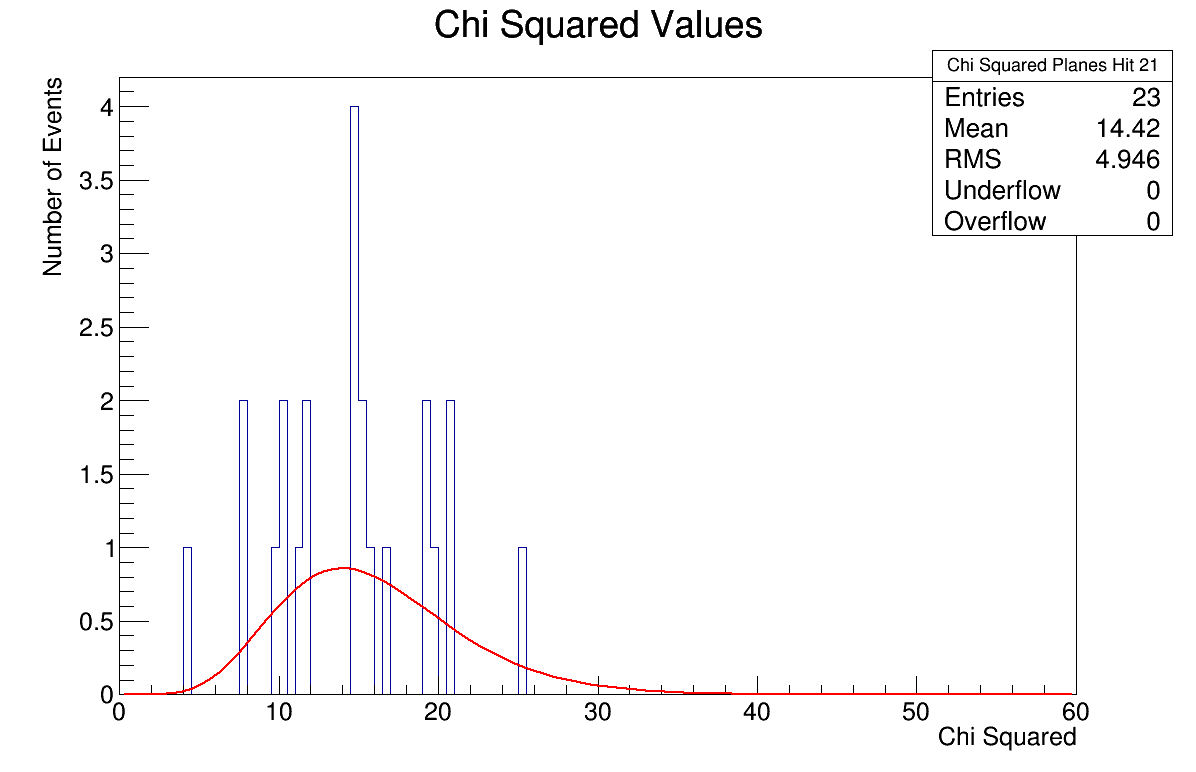 Chi Squared Values
Chi Squared Planes Hit 21
Entries 23
Mean 14.42
RMS 4.946
Underflow 0
Overflow 0
Number of Events
4
3.5
3
2.5
2
1.5
1
0.5
0
0 10 20 30 40 50 60
Chi Squared